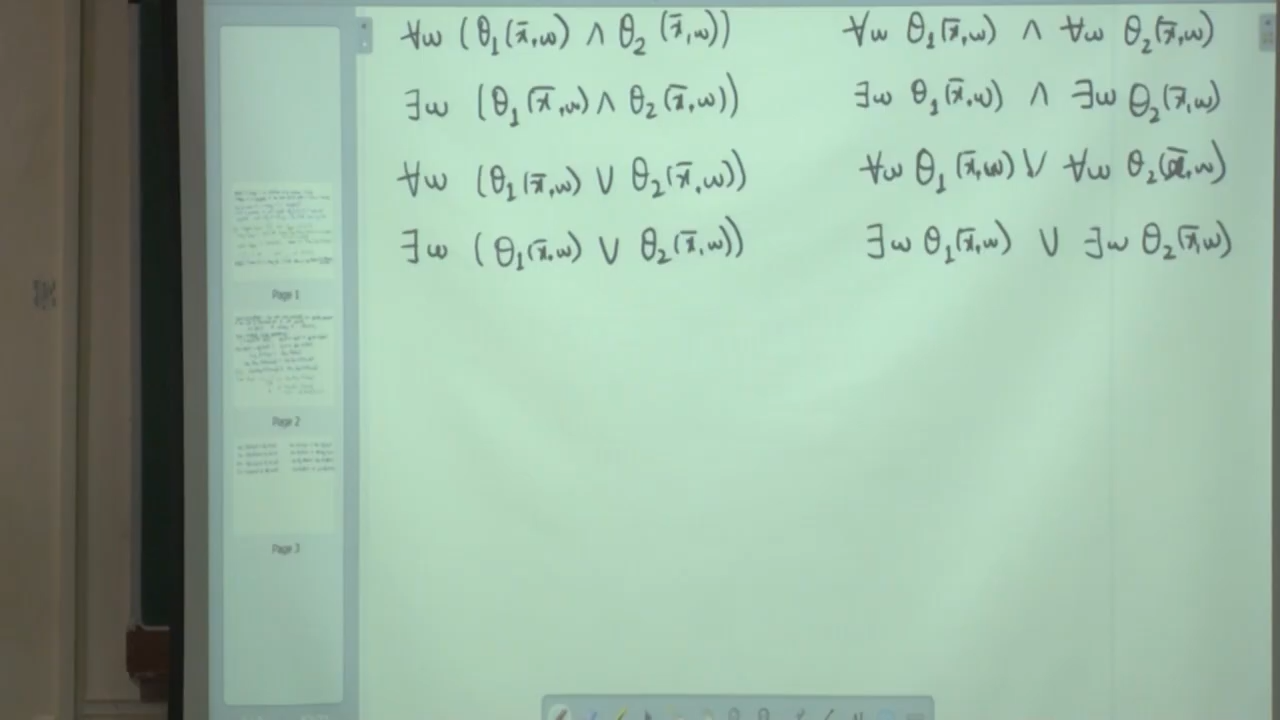 ∀w (θ₁(x̄,w) ∧ θ₂(x̄,w)) ∀w θ₁(x̄,w) ∧ ∀w θ₂(x̄,w)
∃w (θ₁(x̄,w) ∧ θ₂(x̄,w)) ∃w θ₁(x̄,w) ∧ ∃w θ₂(x̄,w)
∀w (θ₁(x̄,w) ∨ θ₂(x̄,w)) ∀w θ₁(x̄,w) ∨ ∀w θ₂(x̄,w)
∃w (θ₁(x̄,w) ∨ θ₂(x̄,w)) ∃w θ₁(x̄,w) ∨ ∃w θ₂(x̄,w)
Page 1
Page 2
Page 3